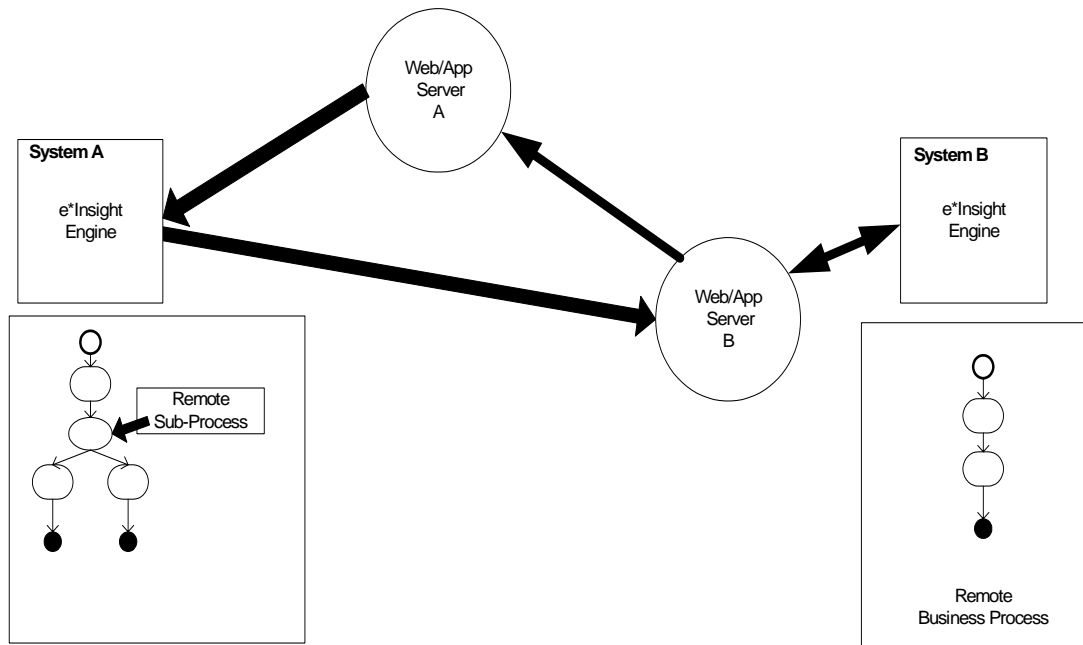 Web/App
Server
A
System A
e*Insight
Engine
System B
e*Insight
Engine
Web/App
Server
B
Remote
Sub-Process
Remote
Business Process